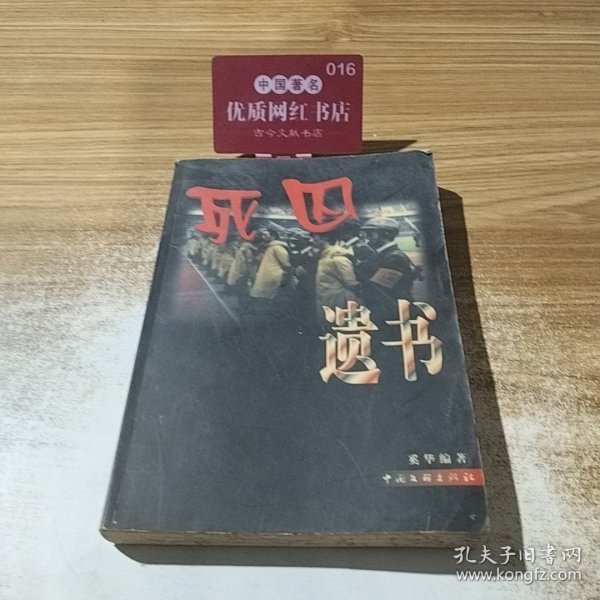 016
中国著名
优质网红书店
古今文献书店
死囚
遗书
奚华编著
中国文联出版社
孔夫子旧书网
www.kongfz.com